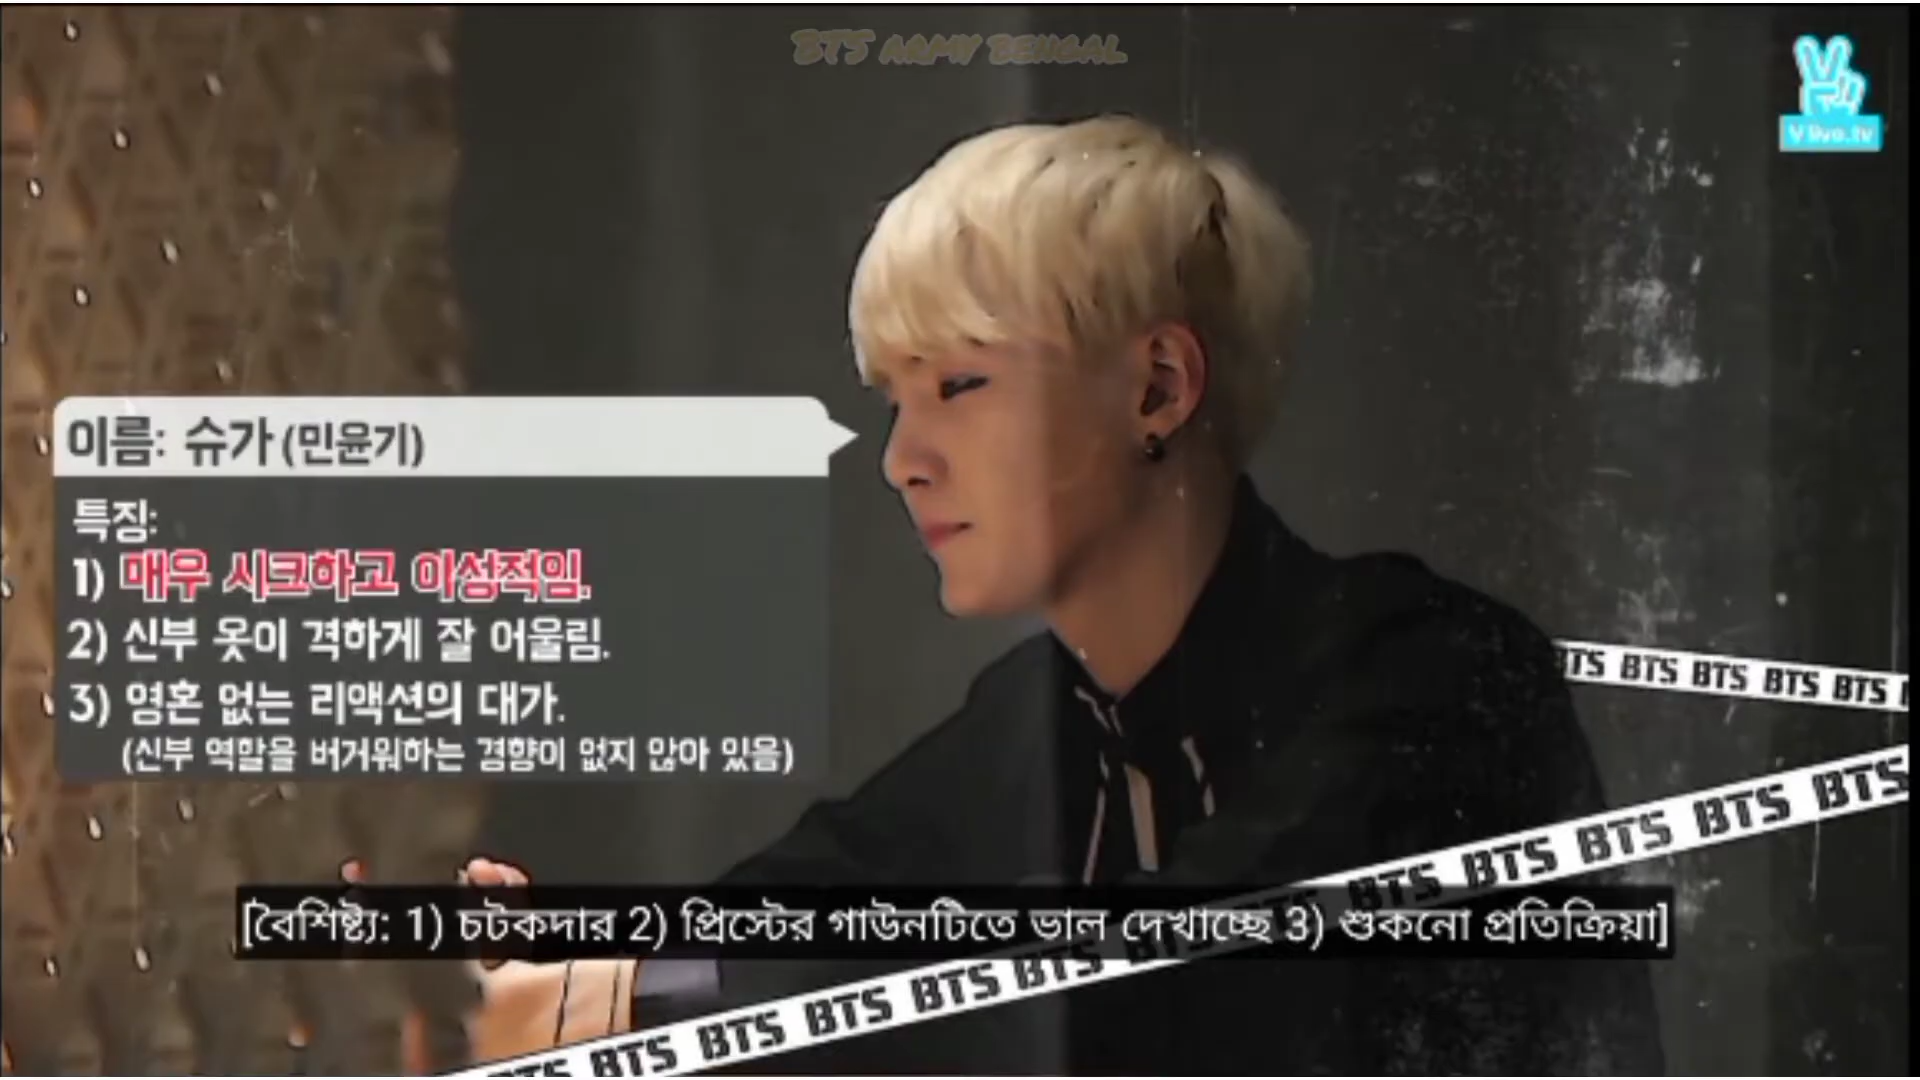 BTS ARMY BENGAL
V live.tv
이름: 슈가 (민윤기)
특징:
1) 매우 시크하고 이성적임.
2) 신부 옷이 격하게 잘 어울림.
3) 영혼 없는 리액션의 대가.
(신부 역할을 버거워하는 경향이 없지 않아 있음)
BTS BTS BTS BTS BTS
[বৈশিষ্ট্য: 1) চটকদার 2) প্রিস্টের গাউনটিতে ভাল দেখাচ্ছে 3) শুকনো প্রতিক্রিয়া]
BTS BTS BTS BTS BTS BTS BTS BTS BTS BTS BTS BTS